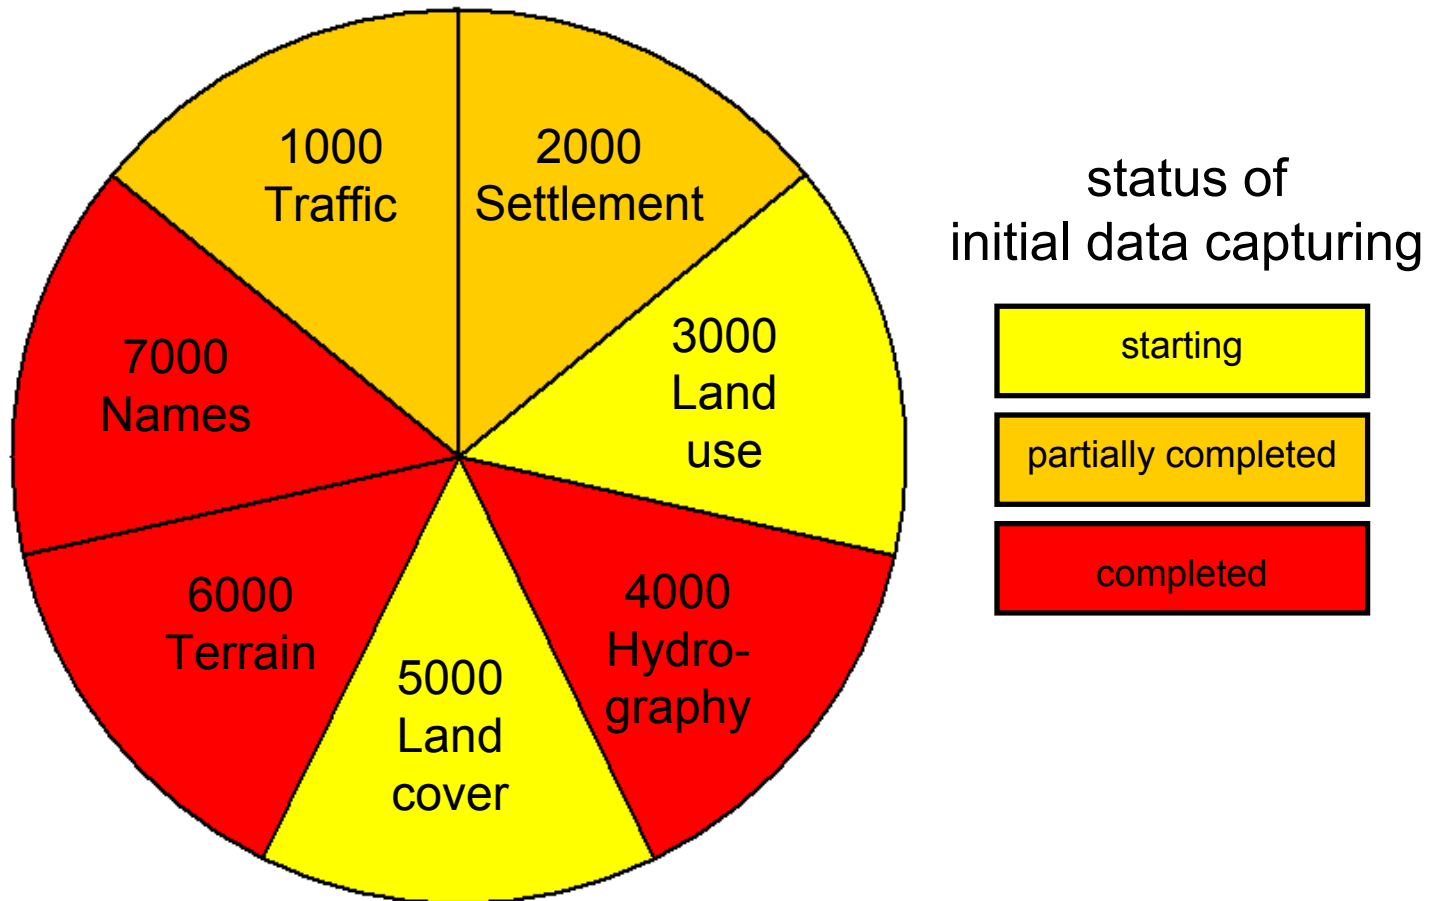 1000
Traffic
2000
Settlement
3000
Land
use
4000
Hydro-
graphy
5000
Land
cover
6000
Terrain
7000
Names
status of
initial data capturing
starting
partially completed
completed